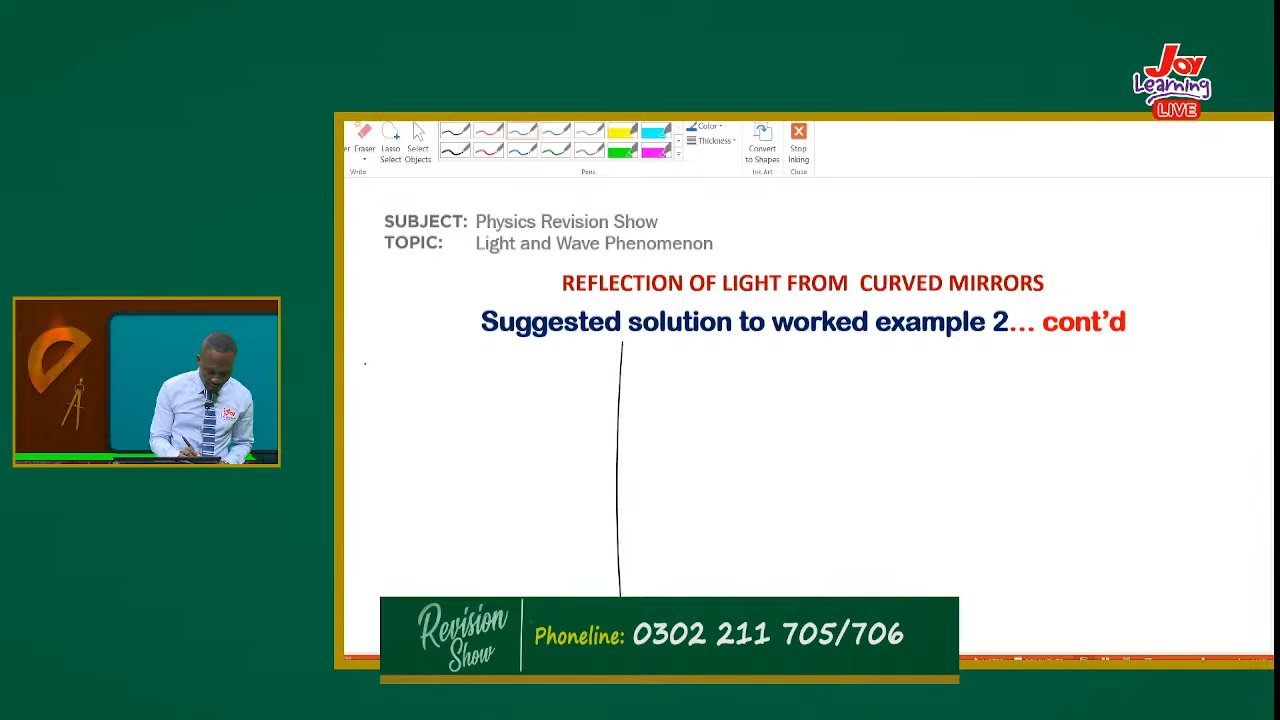 Joy
Learning
LIVE
Eraser
Lasso
Select
Select
Objects
Color
Thickness
Convert
to Shapes
Stop
Inking
Write
Pens
Ink Art
Close
SUBJECT: Physics Revision Show
TOPIC: Light and Wave Phenomenon
REFLECTION OF LIGHT FROM CURVED MIRRORS
Suggested solution to worked example 2... cont'd
Joy
Revision
Show
Phoneline: 0302 211 705/706